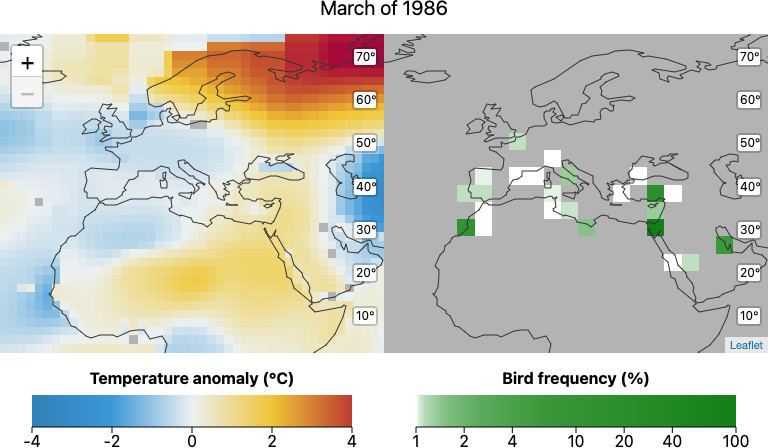 March of 1986
+
−
70°
60°
50°
40°
30°
20°
10°
70°
60°
50°
40°
30°
20°
10°
Leaflet
Temperature anomaly (°C)
-4 -2 0 2 4
Bird frequency (%)
1 2 4 10 20 40 100